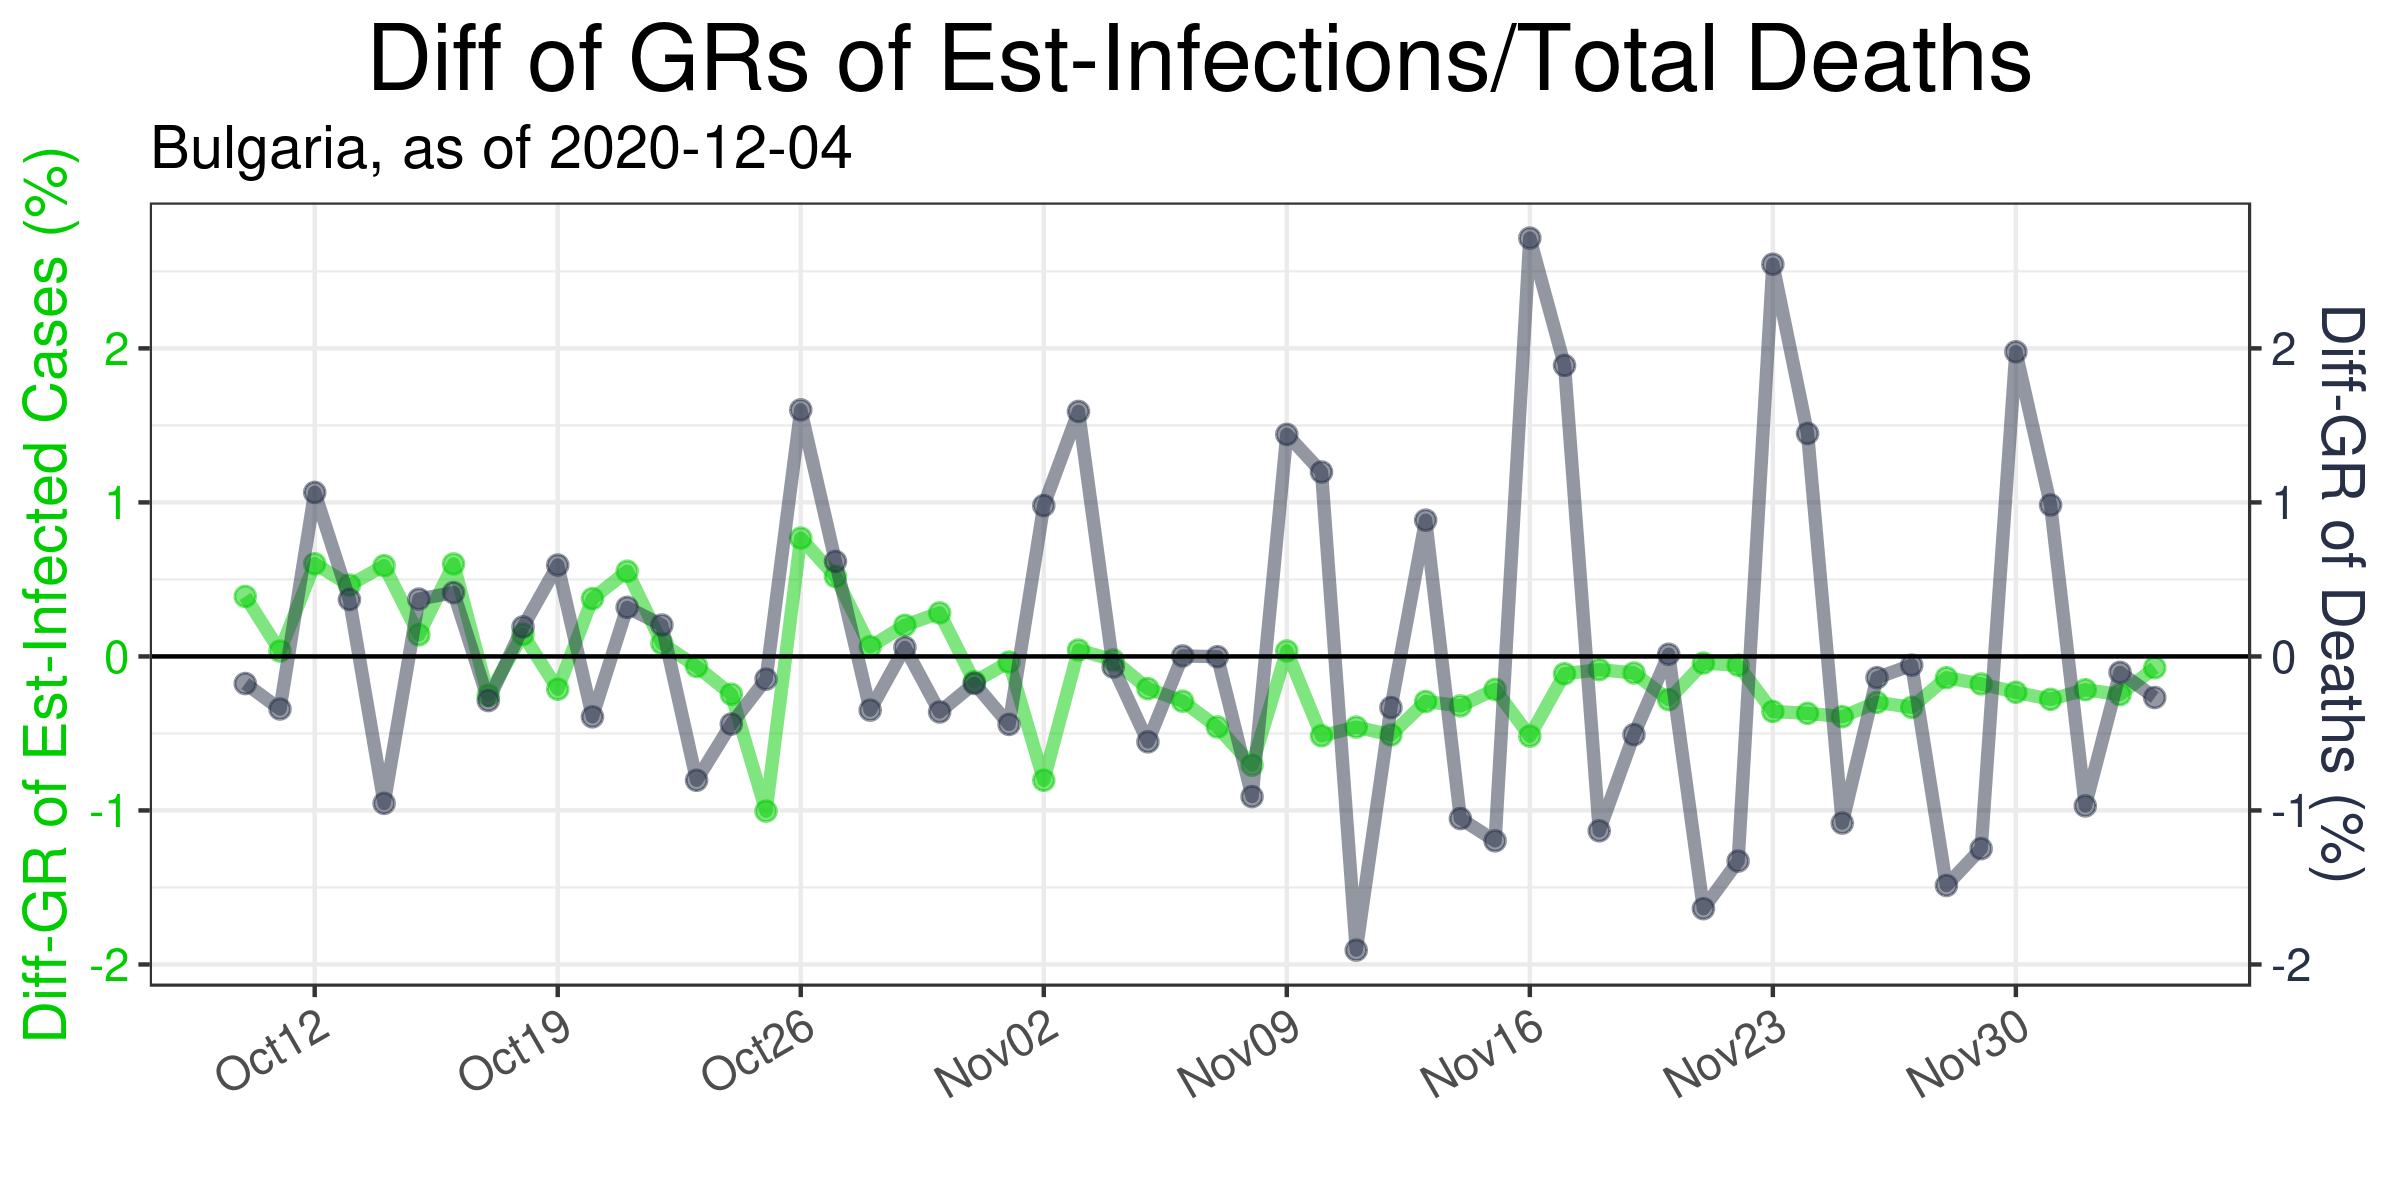 Diff of GRs of Est-Infections/Total Deaths
Bulgaria, as of 2020-12-04
Diff-GR of Est-Infected Cases (%)
2
1
0
-1
-2
2
1
0
-1
-2
Diff-GR of Deaths (%)
Oct12
Oct19
Oct26
Nov02
Nov09
Nov16
Nov23
Nov30